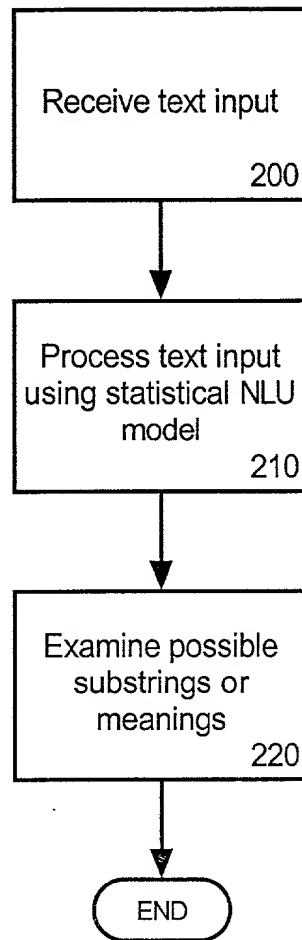 Receive text input
200
Process text input
using statistical NLU
model
210
Examine possible
substrings or
meanings
220
END